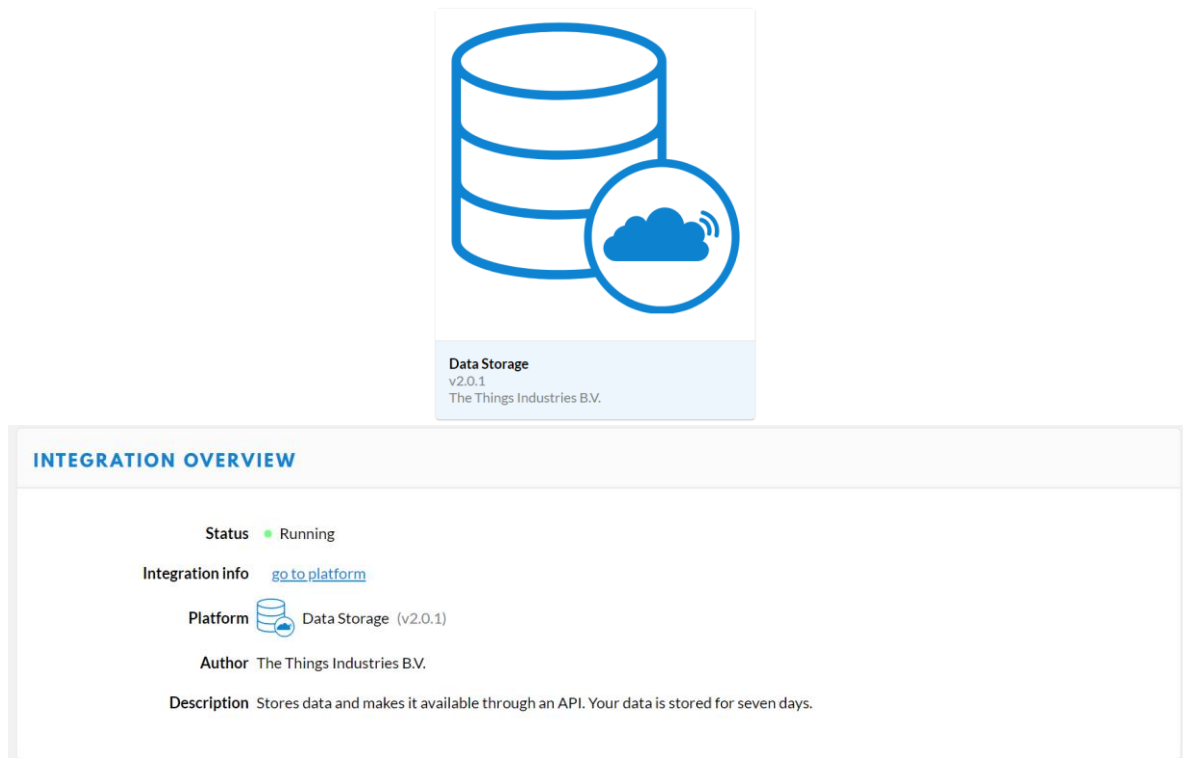 Data Storage
v2.0.1
The Things Industries B.V.
INTEGRATION OVERVIEW
Status Running
Integration info go to platform
Platform Data Storage (v2.0.1)
Author The Things Industries B.V.
Description Stores data and makes it available through an API. Your data is stored for seven days.